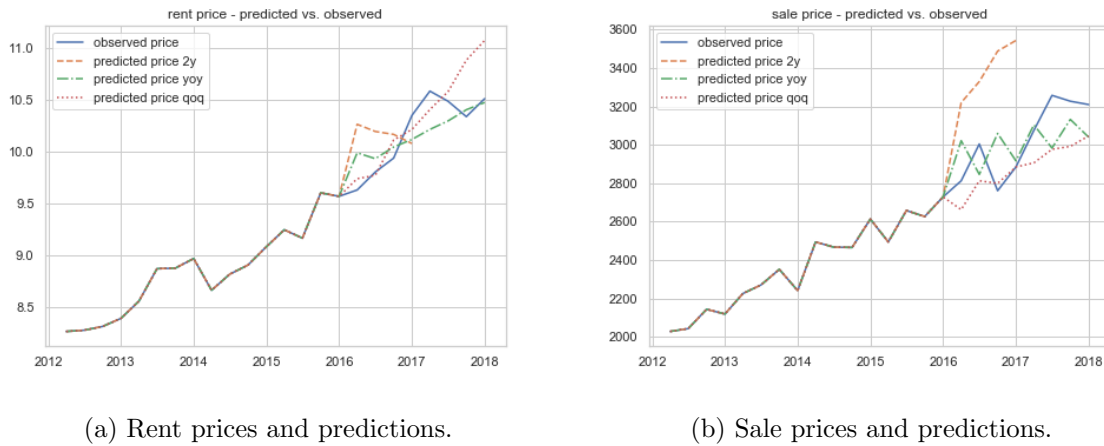 rent price - predicted vs. observed
observed price
predicted price 2y
predicted price yoy
predicted price qoq
11.0
10.5
10.0
9.5
9.0
8.5
2012 2013 2014 2015 2016 2017 2018
(a) Rent prices and predictions.
sale price - predicted vs. observed
observed price
predicted price 2y
predicted price yoy
predicted price qoq
3600
3400
3200
3000
2800
2600
2400
2200
2000
2012 2013 2014 2015 2016 2017 2018
(b) Sale prices and predictions.